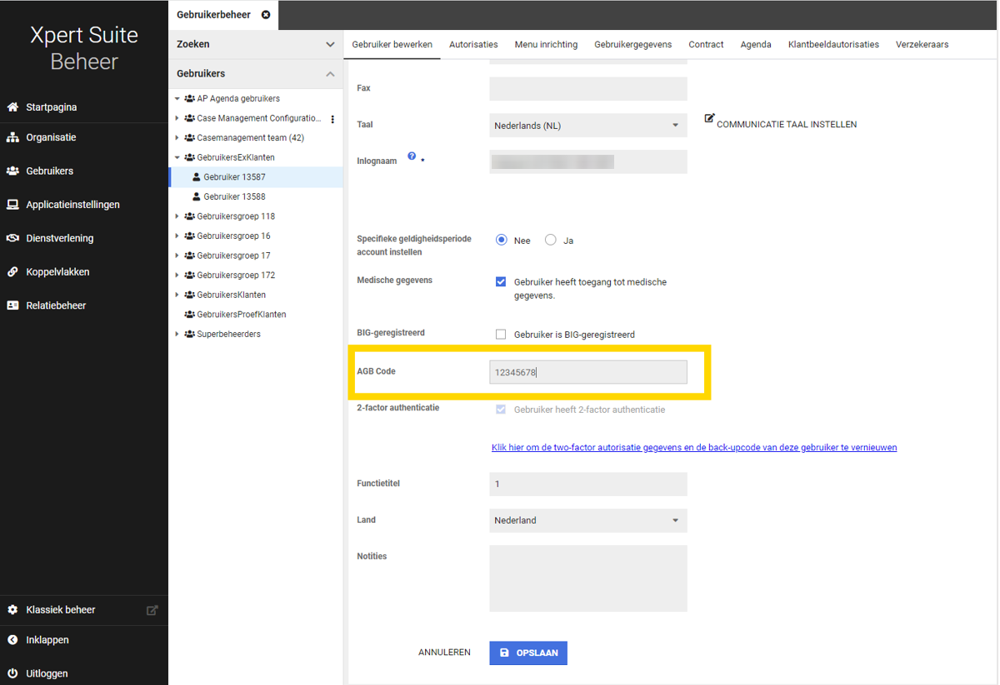 Xpert Suite
Beheer
Startpagina
Organisatie
Gebruikers
Applicatieinstellingen
Dienstverlening
Koppelvlakken
Relatiebeheer
Klassiek beheer
Inklappen
Uitloggen
Gebruikerbeheer
Zoeken
Gebruikers
AP Agenda gebruikers
Case Management Configuratio...
Casemanagement team (42)
GebruikersExKlanten
Gebruiker 13587
Gebruiker 13588
Gebruikersgroep 118
Gebruikersgroep 16
Gebruikersgroep 17
Gebruikersgroep 172
GebruikersKlanten
GebruikersProefKlanten
Superbeheerders
Gebruiker bewerken Autorisaties Menu inrichting Gebruikergegevens Contract Agenda Klantbeeldautorisaties Verzekeraars
Fax
Taal Nederlands (NL) COMMUNICATIE TAAL INSTELLEN
Inlognaam ?
Specifieke geldigheidsperiode
account instellen
Nee Ja
Medische gegevens Gebruiker heeft toegang tot medische
gegevens.
BIG-geregistreerd Gebruiker is BIG-geregistreerd
AGB Code 12345678
2-factor authenticatie Gebruiker heeft 2-factor authenticatie
Klik hier om de two-factor autorisatie gegevens en de back-upcode van deze gebruiker te vernieuwen
Functietitel 1
Land Nederland
Notities
ANNULEREN OPSLAAN